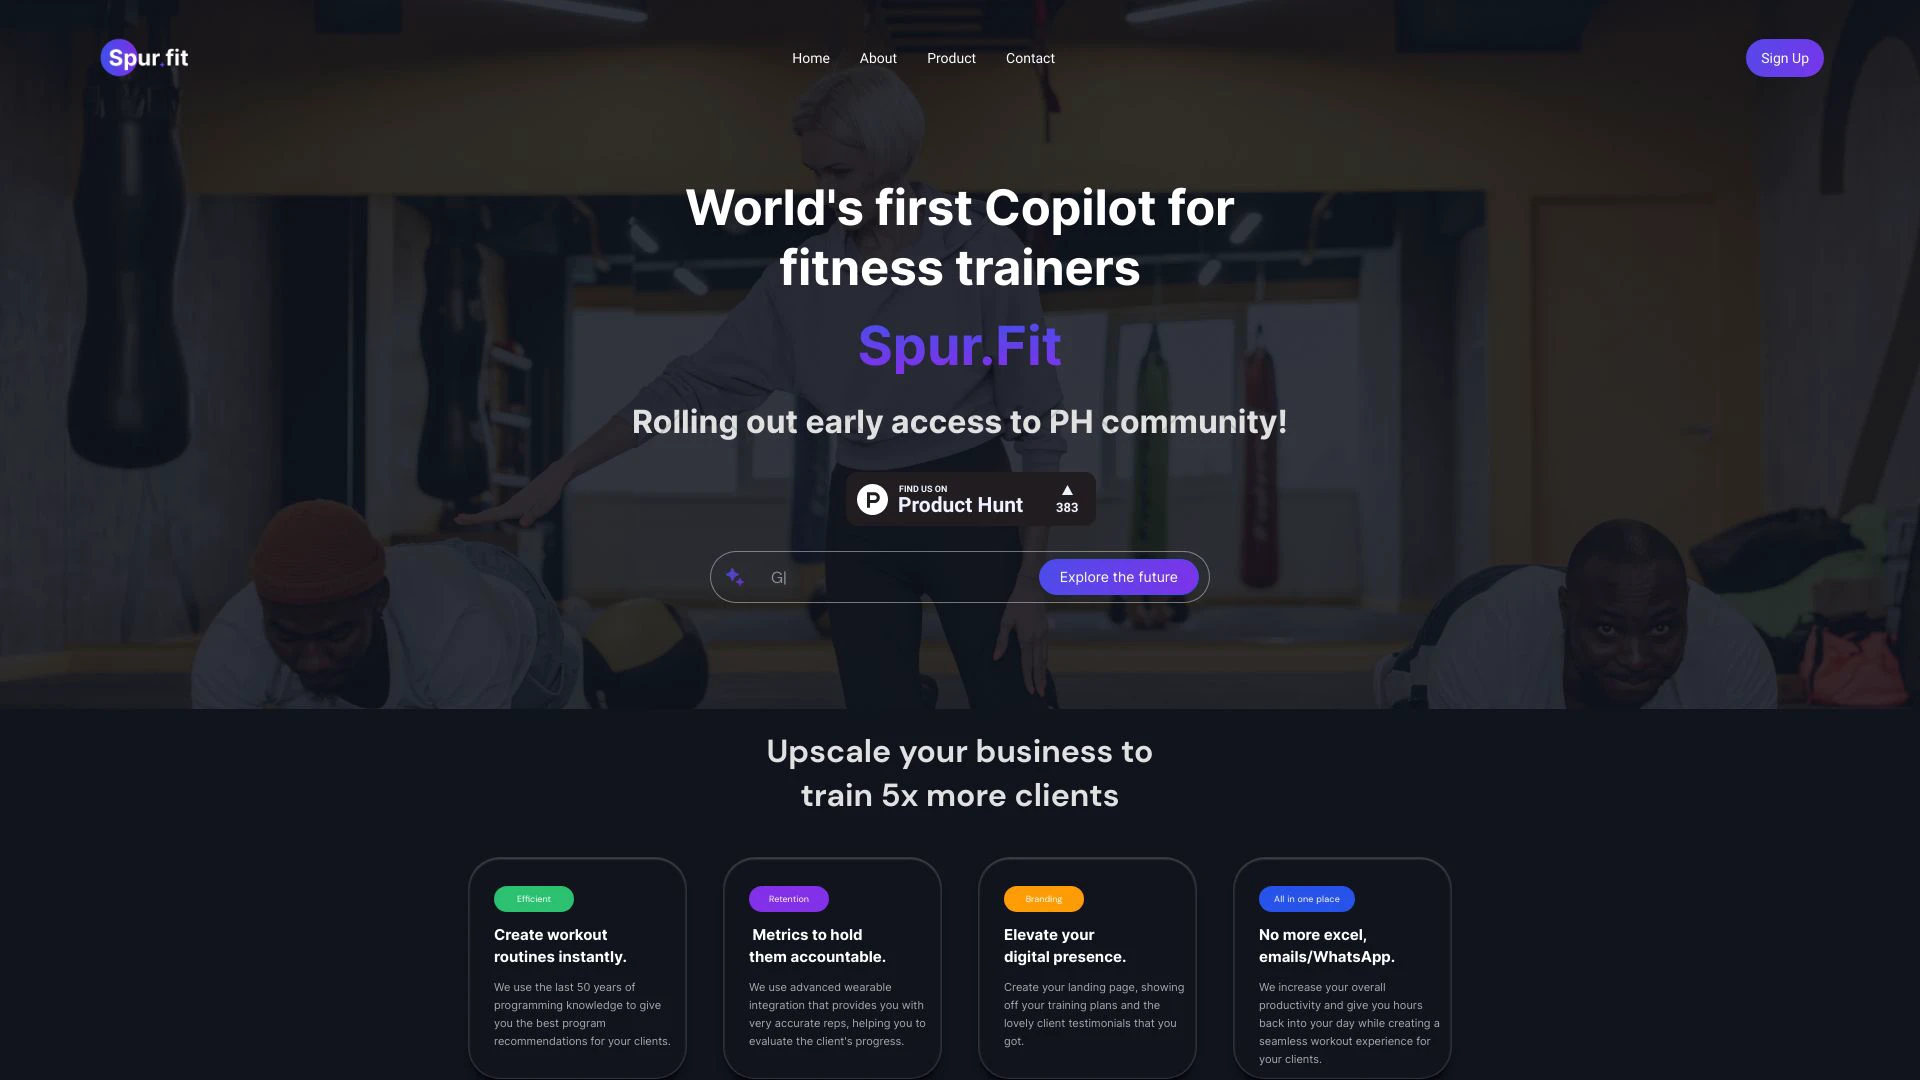 Spur.fit
Home
About
Product
Contact
Sign Up
World's first Copilot for
fitness trainers
Spur.Fit
Rolling out early access to PH community!
FIND US ON
Product Hunt
383
G|
Explore the future
Upscale your business to
train 5x more clients
Efficient
Create workout
routines instantly.
We use the last 50 years of
programming knowledge to give
you the best program
recommendations for your clients.
Retention
Metrics to hold
them accountable.
We use advanced wearable
integration that provides you with
very accurate reps, helping you to
evaluate the client's progress.
Branding
Elevate your
digital presence.
Create your landing page, showing
off your training plans and the
lovely client testimonials that you
got.
All in one place
No more excel,
emails/WhatsApp.
We increase your overall
productivity and give you hours
back into your day while creating a
seamless workout experience for
your clients.